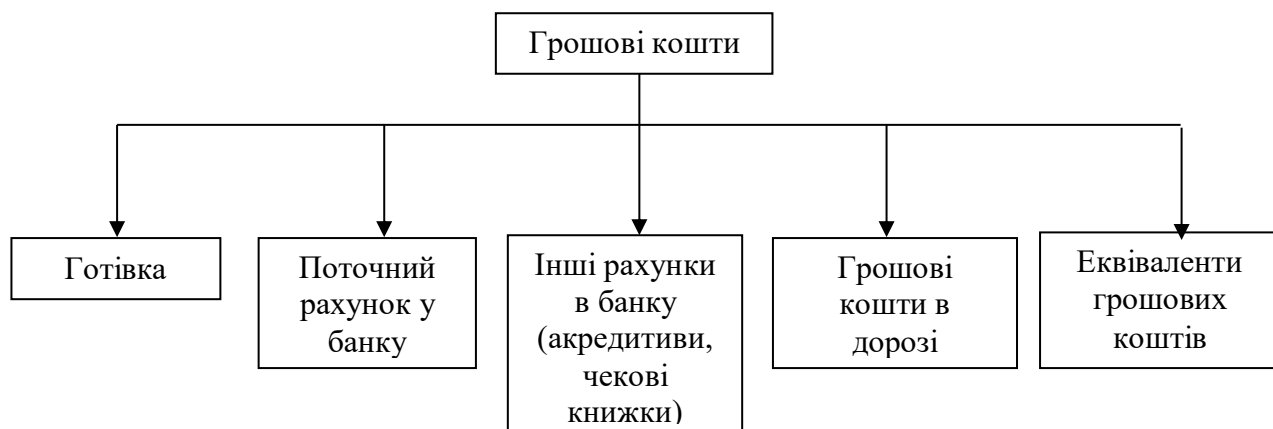 Грошові кошти
Готівка
Поточний
рахунок у
банку
Інші рахунки
в банку
(акредитиви,
чекові
книжки)
Грошові
кошти в
дорозі
Еквіваленти
грошових
коштів